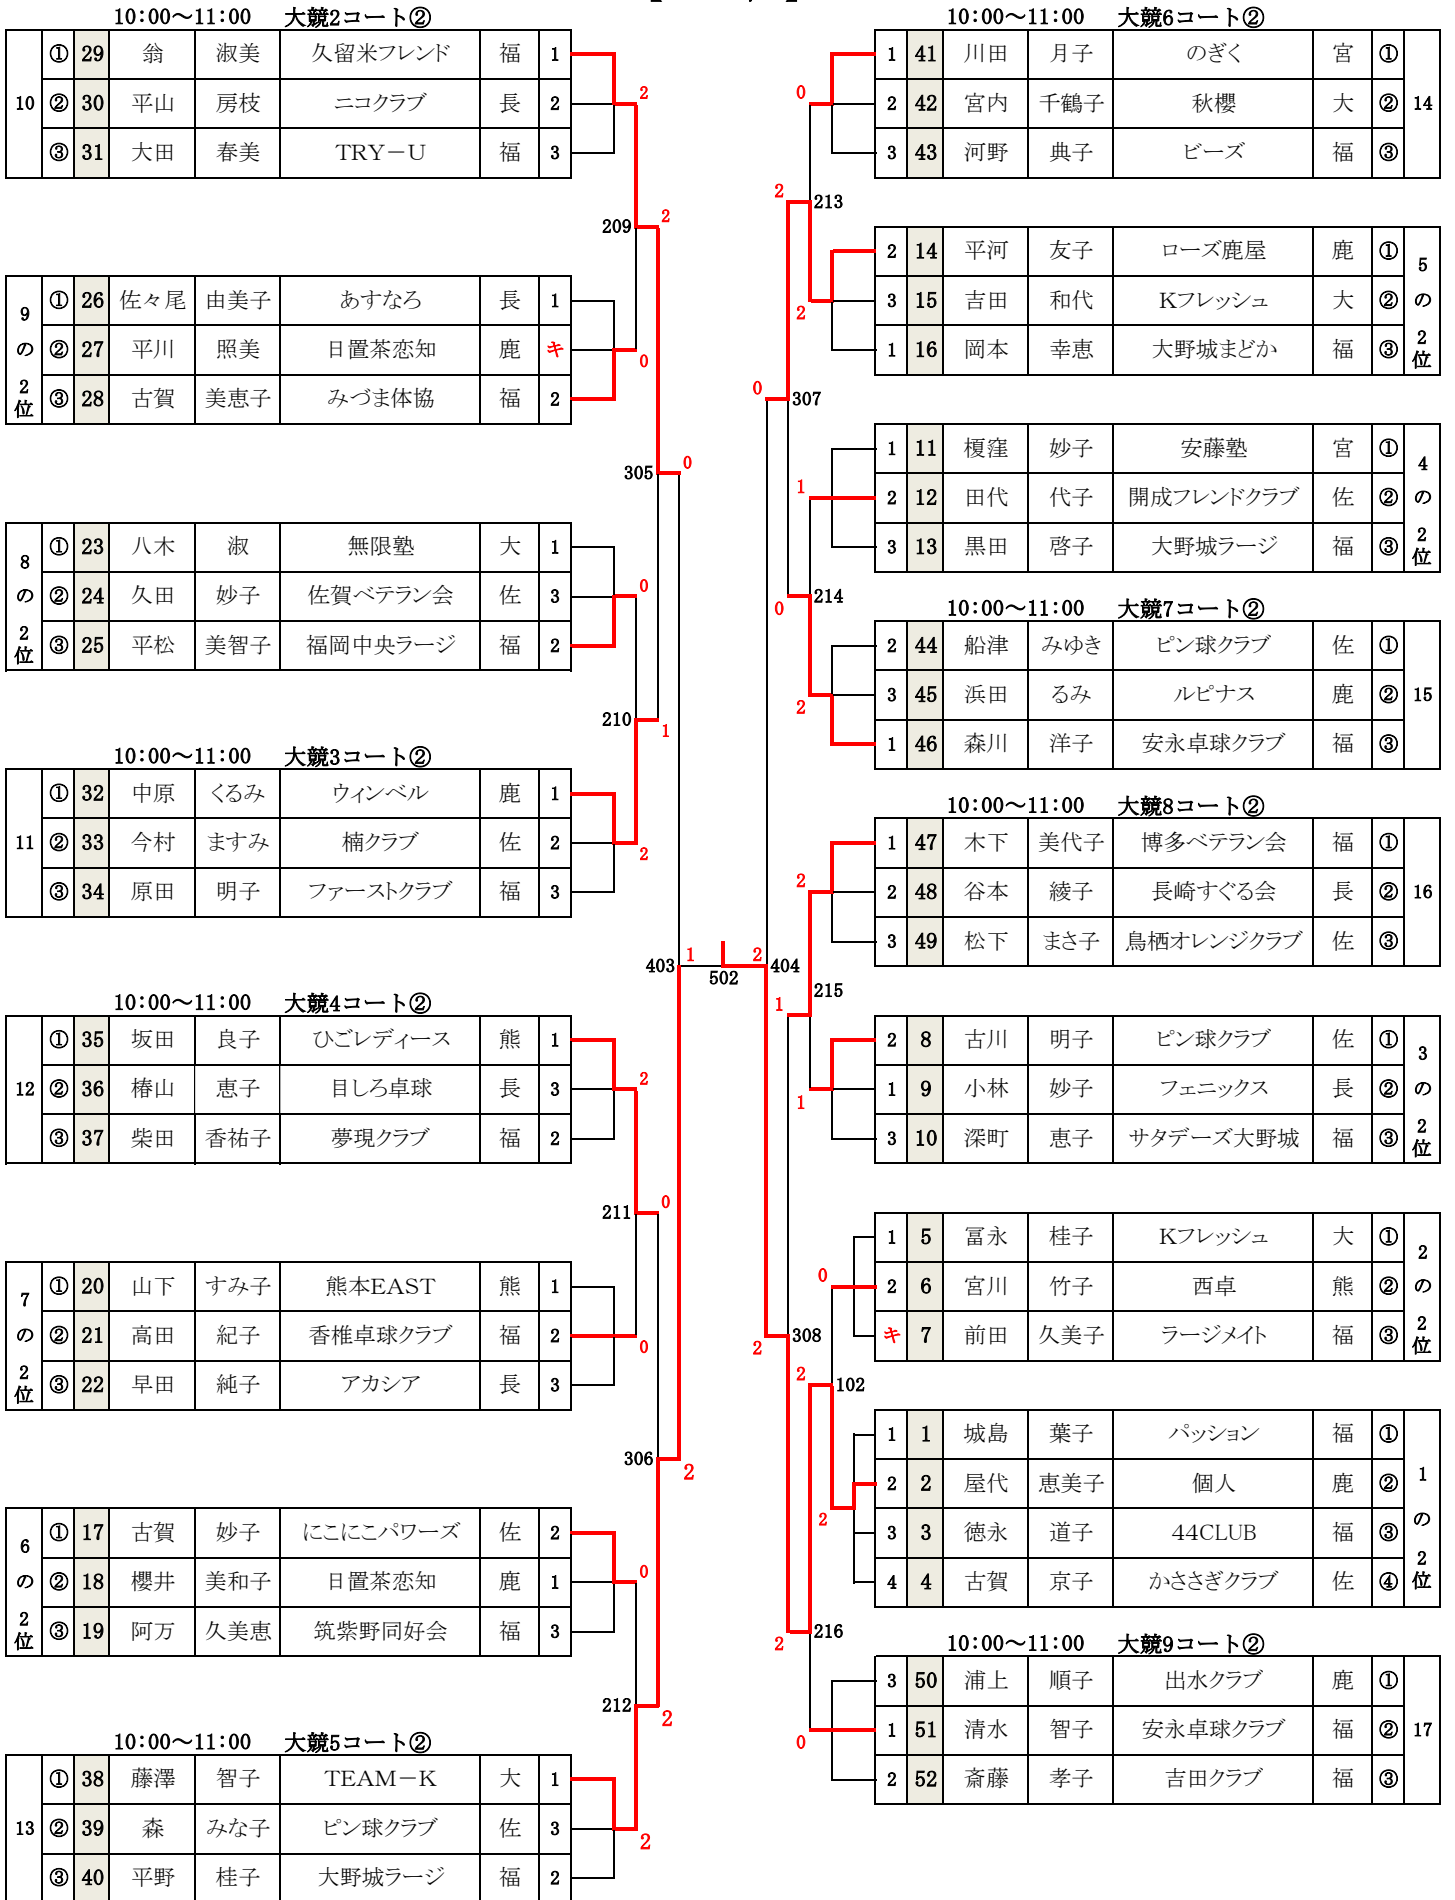 10:00～11:00 大競2コート②
10 ① 29 翁 淑美 久留米フレンド 福 1
② 30 平山 房枝 ニコクラブ 長 2
③ 31 大田 春美 TRY－U 福 3
2
209
2
9の2位 ① 26 佐々尾 由美子 あすなろ 長 1
② 27 平川 照美 日置茶恋知 鹿 キ
③ 28 古賀 美恵子 みづま体協 福 2
0
305
0
8の2位 ① 23 八木 淑 無限塾 大 1
② 24 久田 妙子 佐賀ベテラン会 佐 3
③ 25 平松 美智子 福岡中央ラージ 福 2
0
210
1
10:00～11:00 大競3コート②
11 ① 32 中原 くるみ ウィンベル 鹿 1
② 33 今村 ますみ 楠クラブ 佐 2
③ 34 原田 明子 ファーストクラブ 福 3
2
403
1
502
2
404
10:00～11:00 大競4コート②
12 ① 35 坂田 良子 ひごレディース 熊 1
② 36 椿山 恵子 目しろ卓球 長 3
③ 37 柴田 香祐子 夢現クラブ 福 2
2
211
0
7の2位 ① 20 山下 すみ子 熊本EAST 熊 1
② 21 高田 紀子 香椎卓球クラブ 福 2
③ 22 早田 純子 アカシア 長 3
0
306
2
6の2位 ① 17 古賀 妙子 にこにこパワーズ 佐 2
② 18 櫻井 美和子 日置茶恋知 鹿 1
③ 19 阿万 久美恵 筑紫野同好会 福 3
0
212
2
10:00～11:00 大競5コート②
13 ① 38 藤澤 智子 TEAM－K 大 1
② 39 森 みな子 ピン球クラブ 佐 3
③ 40 平野 桂子 大野城ラージ 福 2
2
10:00～11:00 大競6コート②
1 41 川田 月子 のぎく 宮 ① 14
2 42 宮内 千鶴子 秋櫻 大 ②
3 43 河野 典子 ビーズ 福 ③
0
2
213
2 14 平河 友子 ローズ鹿屋 鹿 ① 5の2位
3 15 吉田 和代 Kフレッシュ 大 ②
1 16 岡本 幸恵 大野城まどか 福 ③
2
0
307
1 11 榎窪 妙子 安藤塾 宮 ① 4の2位
2 12 田代 代子 開成フレンドクラブ 佐 ②
3 13 黒田 啓子 大野城ラージ 福 ③
1
0
214
10:00～11:00 大競7コート②
2 44 船津 みゆき ピン球クラブ 佐 ① 15
3 45 浜田 るみ ルピナス 鹿 ②
1 46 森川 洋子 安永卓球クラブ 福 ③
2
10:00～11:00 大競8コート②
1 47 木下 美代子 博多ベテラン会 福 ① 16
2 48 谷本 綾子 長崎すぐる会 長 ②
3 49 松下 まさ子 鳥栖オレンジクラブ 佐 ③
2
1
215
2 8 古川 明子 ピン球クラブ 佐 ① 3の2位
1 9 小林 妙子 フェニックス 長 ②
3 10 深町 恵子 サタデーズ大野城 福 ③
1
2
308
1 5 冨永 桂子 Kフレッシュ 大 ① 2の2位
2 6 宮川 竹子 西卓 熊 ②
キ 7 前田 久美子 ラージメイト 福 ③
0
2
102
1 1 城島 葉子 パッション 福 ① 1の2位
2 2 屋代 恵美子 個人 鹿 ②
3 3 徳永 道子 44CLUB 福 ③
4 4 古賀 京子 かささぎクラブ 佐 ④
2
2
216
10:00～11:00 大競9コート②
3 50 浦上 順子 出水クラブ 鹿 ① 17
1 51 清水 智子 安永卓球クラブ 福 ②
2 52 斎藤 孝子 吉田クラブ 福 ③
0